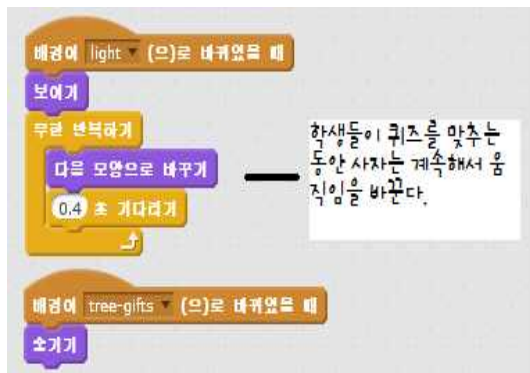 배경이 light (으)로 바뀌었을 때
보이기
무한 반복하기
다음 모양으로 바꾸기
0.4 초 기다리기
학생들이 퀴즈를 맞추는
동안 사자는 계속해서 움
직임을 바꾼다.
배경이 tree-gifts (으)로 바뀌었을 때
숨기기